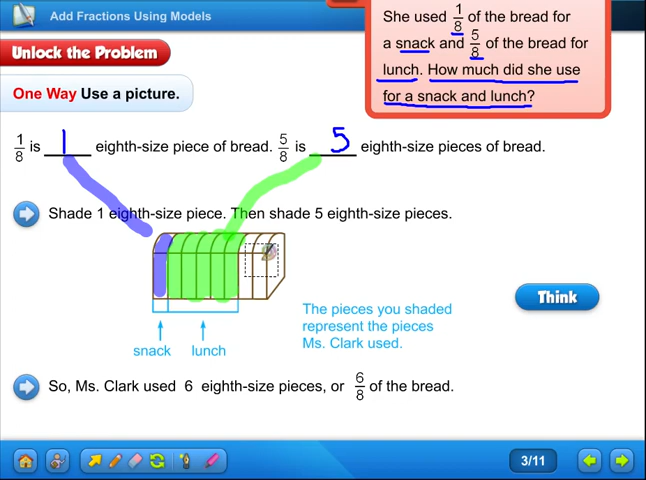 Add Fractions Using Models
She used 1/8 of the bread for
a snack and 5/8 of the bread for
lunch. How much did she use
for a snack and lunch?
Unlock the Problem
One Way Use a picture.
1/8 is 1 eighth-size piece of bread. 5/8 is 5 eighth-size pieces of bread.
Shade 1 eighth-size piece. Then shade 5 eighth-size pieces.
Think
The pieces you shaded
represent the pieces
Ms. Clark used.
snack lunch
So, Ms. Clark used 6 eighth-size pieces, or 6/8 of the bread.
3/11